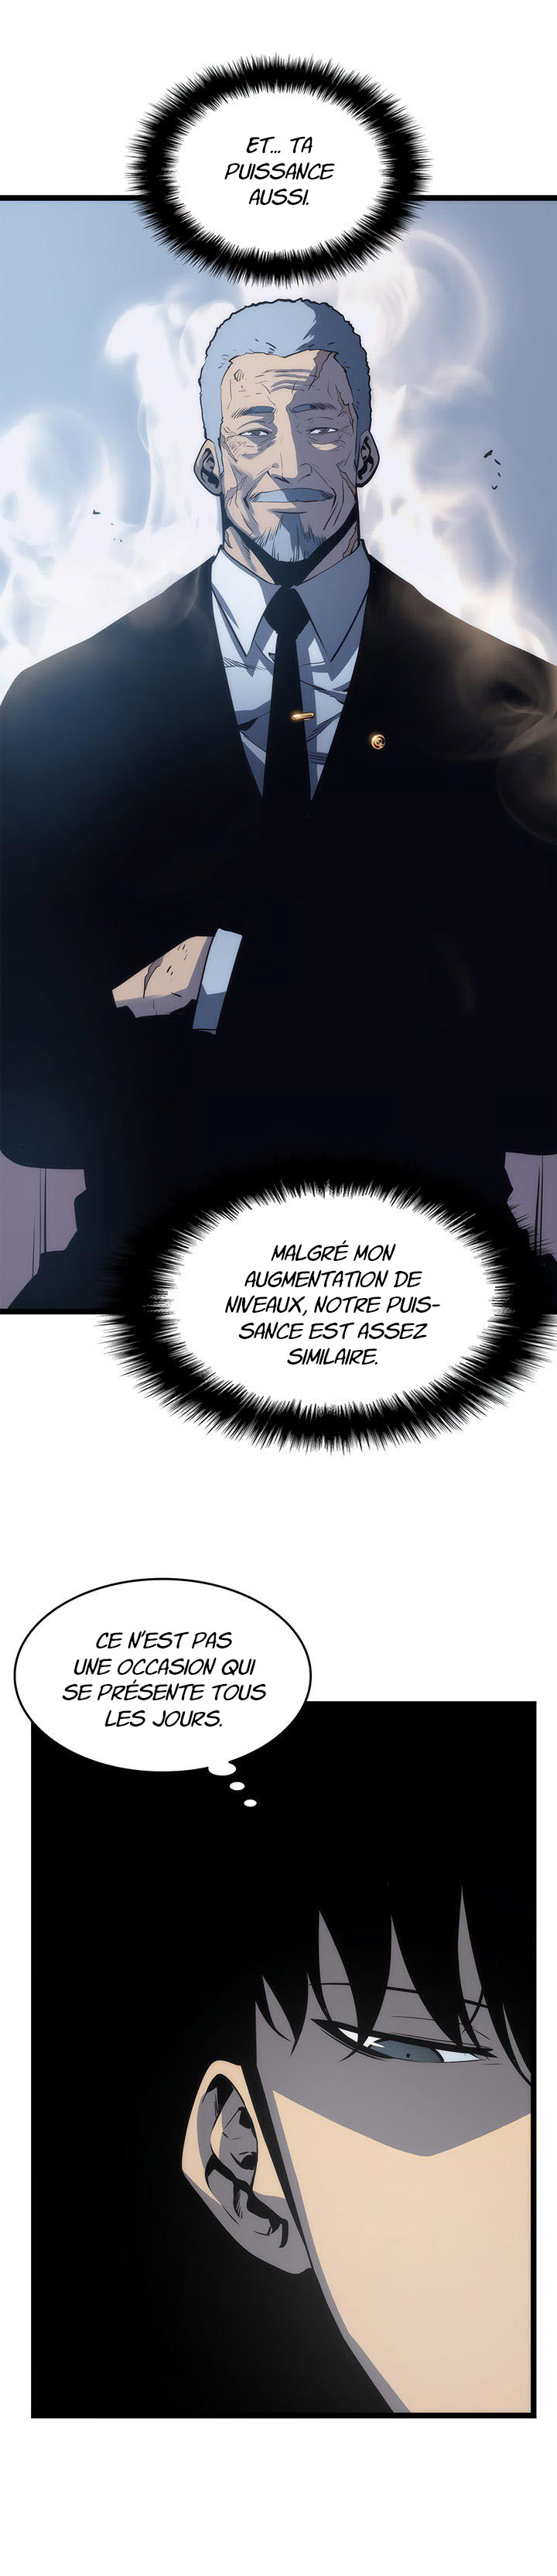 ET... TA
PUISSANCE
AUSSI.
MALGRÉ MON
AUGMENTATION DE
NIVEAUX, NOTRE PUIS-
SANCE EST ASSEZ
SIMILAIRE.
CE N'EST PAS
UNE OCCASION QUI
SE PRÉSENTE TOUS
LES JOURS.